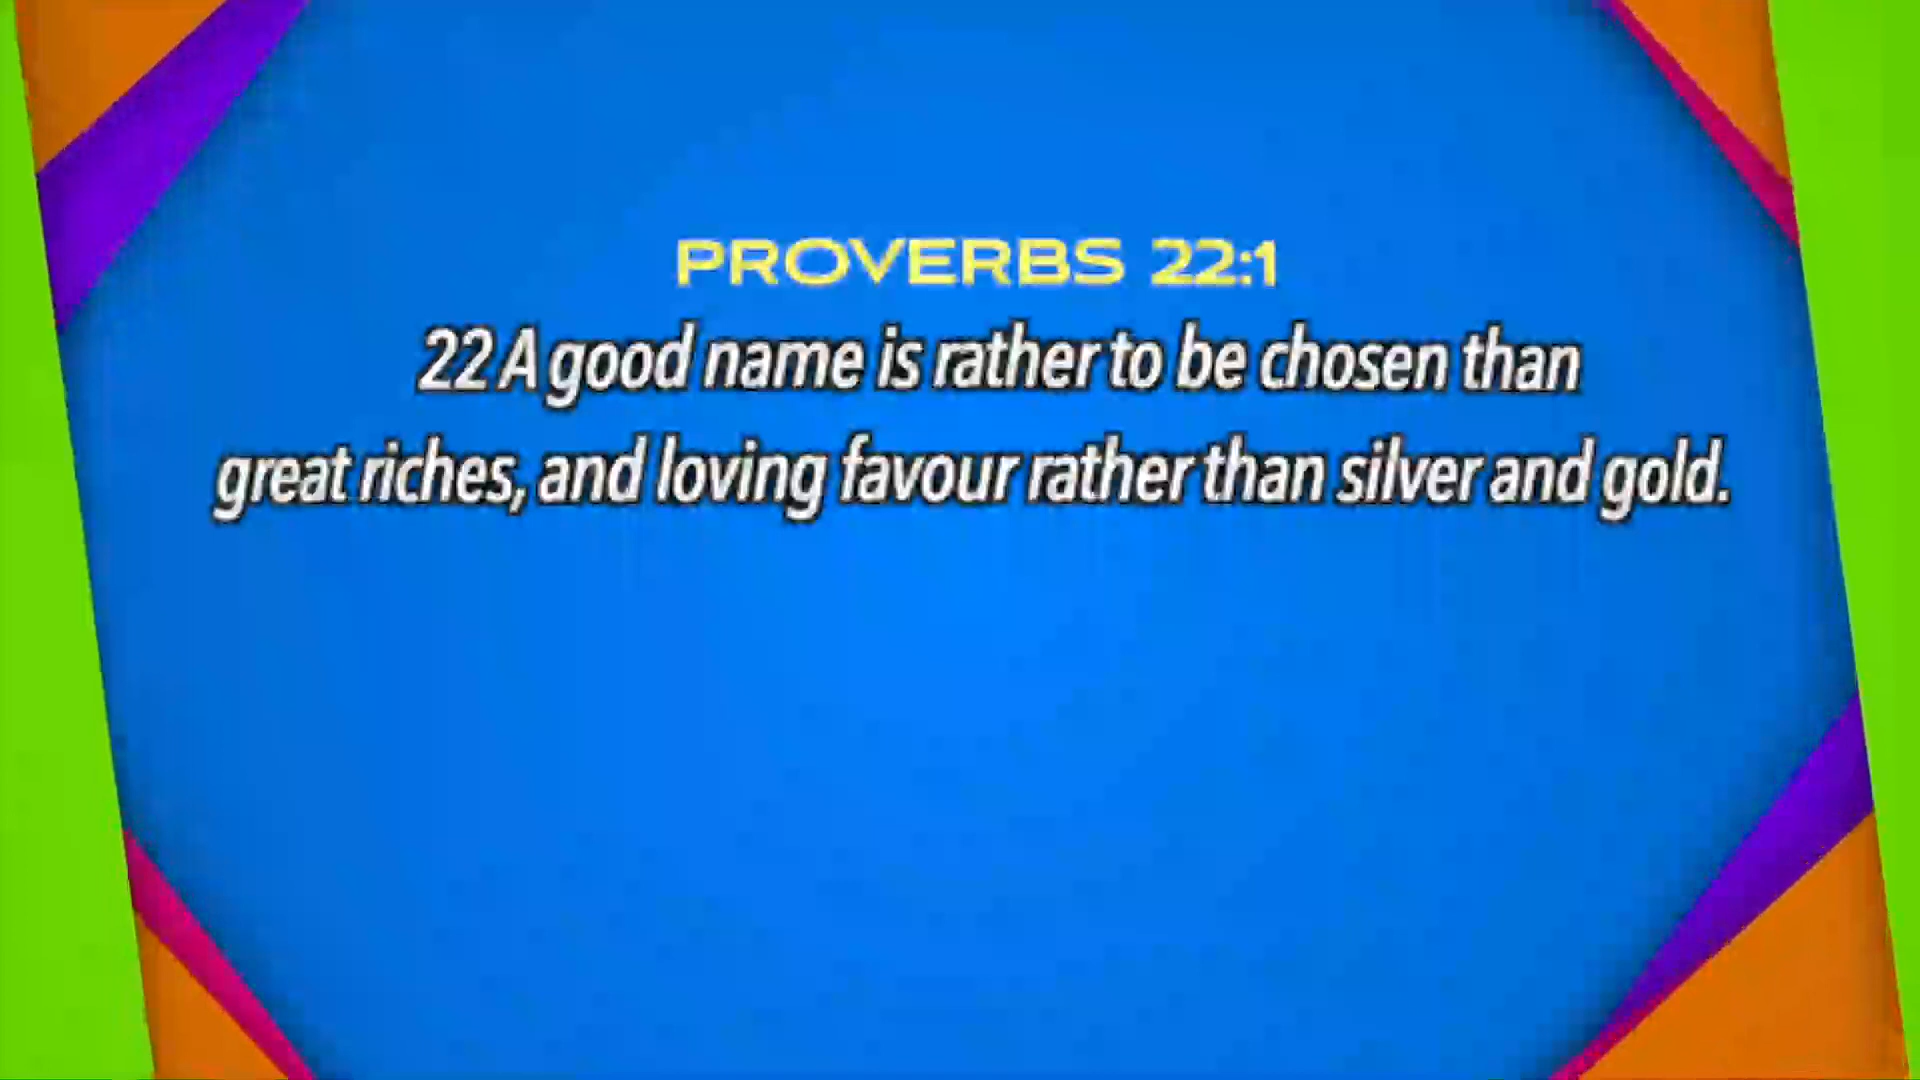 PROVERBS 22:1
22 A good name is rather to be chosen than
great riches, and loving favour rather than silver and gold.